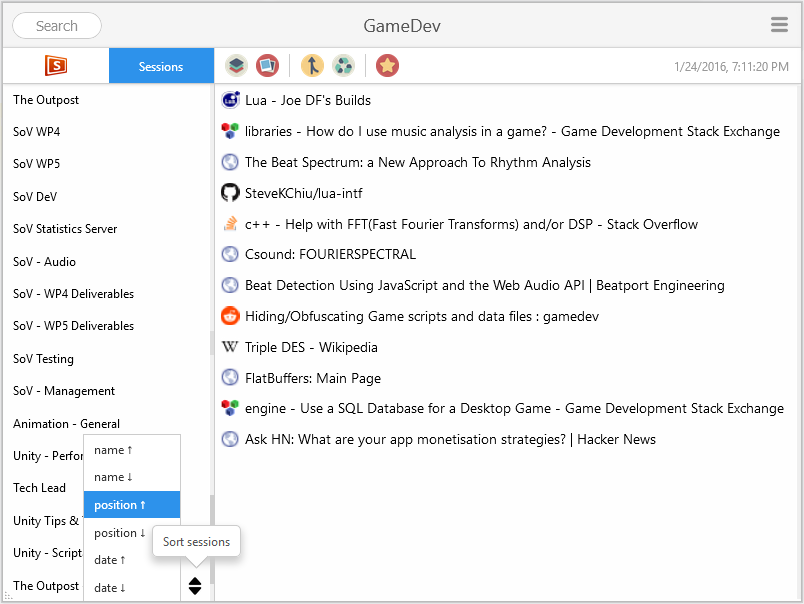 Search
GameDev
S
Sessions
1/24/2016, 7:11:20 PM
The Outpost
SoV WP4
SoV WP5
SoV DeV
SoV Statistics Server
SoV - Audio
SoV - WP4 Deliverables
SoV - WP5 Deliverables
SoV Testing
SoV - Management
Animation - General
Unity - Perfor
Tech Lead
Unity Tips &
Unity - Script
The Outpost
name ↑
name ↓
position ↑
position ↓
date ↑
date ↓
Sort sessions
Lua
Lua - Joe DF's Builds
libraries - How do I use music analysis in a game? - Game Development Stack Exchange
The Beat Spectrum: a New Approach To Rhythm Analysis
SteveKChiu/lua-intf
c++ - Help with FFT(Fast Fourier Transforms) and/or DSP - Stack Overflow
Csound: FOURIERSPECTRAL
Beat Detection Using JavaScript and the Web Audio API | Beatport Engineering
Hiding/Obfuscating Game scripts and data files : gamedev
W Triple DES - Wikipedia
FlatBuffers: Main Page
engine - Use a SQL Database for a Desktop Game - Game Development Stack Exchange
Ask HN: What are your app monetisation strategies? | Hacker News